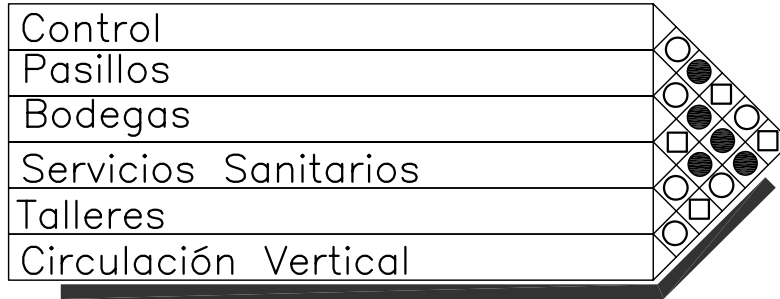 Control
Pasillos
Bodegas
Servicios Sanitarios
Talleres
Circulación Vertical